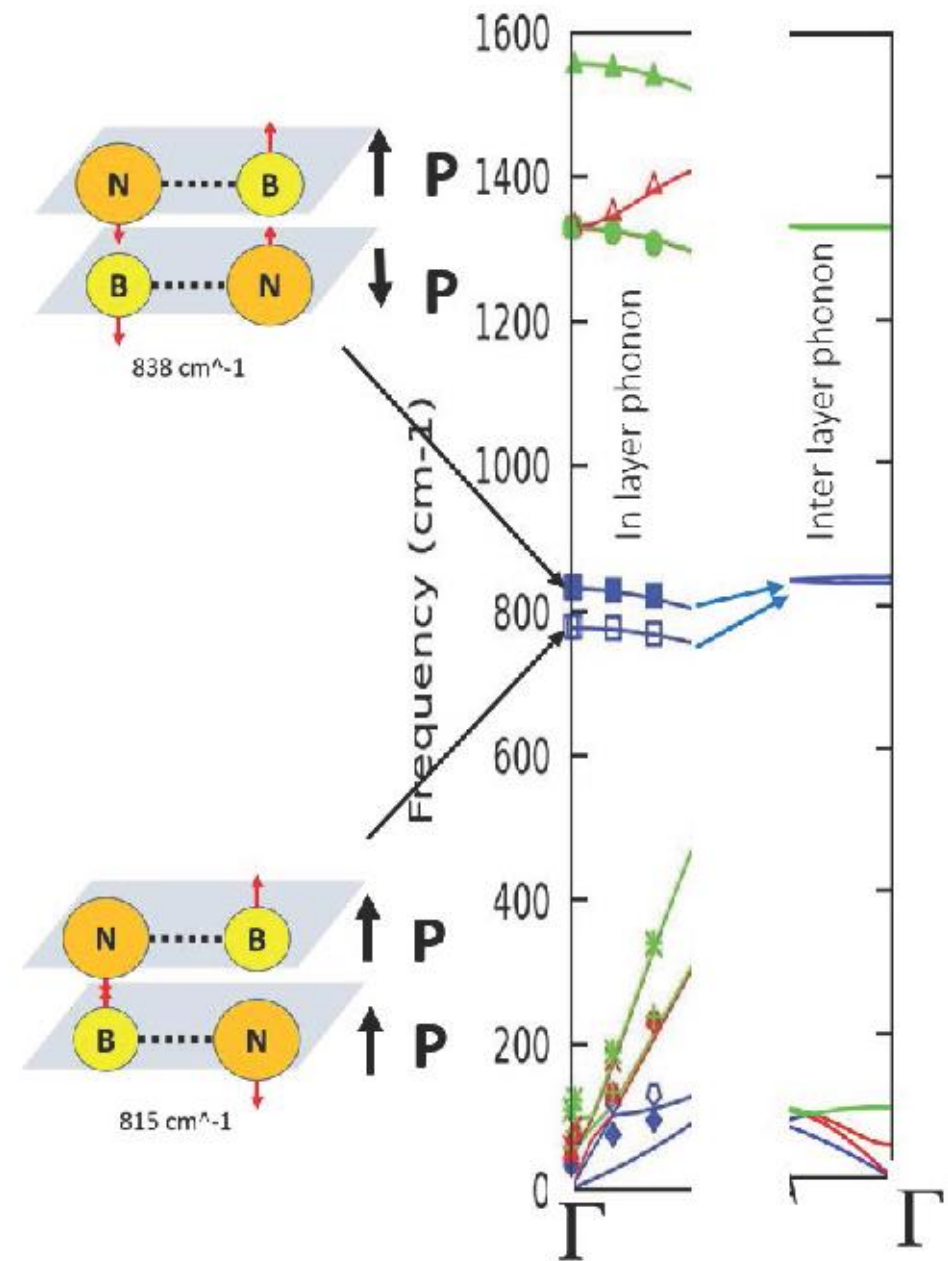 N
B
P
B
N
P
838 cm^-1
N
B
P
B
N
P
815 cm^-1
Frequency (cm-1)
1600
1400
1200
1000
800
600
400
200
0
In layer phonon
Inter layer phonon
Γ
Γ